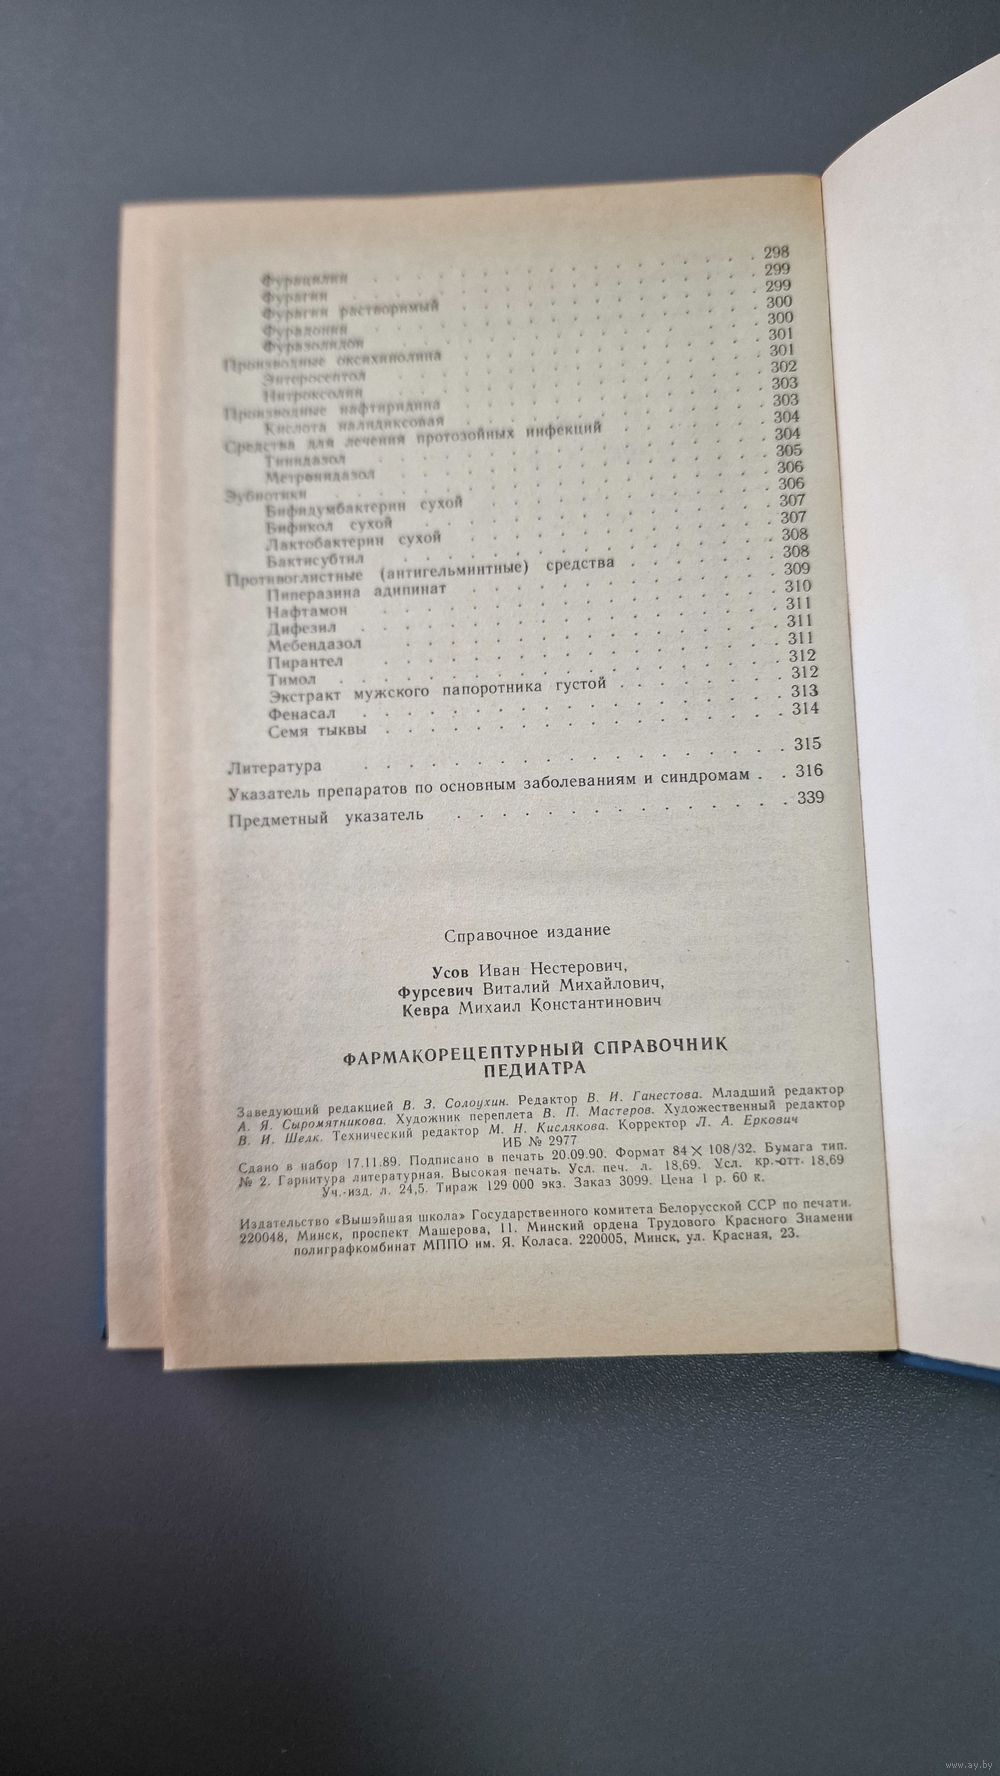 Фурацилин . . . 298
Фурагин . . . 299
Фурагин растворимый . . . 299
Фурадонин . . . 300
Фуразолидон . . . 300
Производные оксихинолина . . . 301
Энтеросептол . . . 301
Нитроксолин . . . 302
Производные нафтиридина . . . 303
Кислота налидиксовая . . . 303
Средства для лечения протозойных инфекций . . . 304
Тинидазол . . . 304
Метронидазол . . . 305
Эубиотики . . . 306
Бифидумбактерин сухой . . . 306
Бификол сухой . . . 307
Лактобактерин сухой . . . 307
Бактисубтил . . . 308
Противоглистные (антигельминтные) средства . . . 308
Пиперазина адипинат . . . 309
Нафтамон . . . 310
Дифезил . . . 311
Мебендазол . . . 311
Пирантел . . . 311
Тимол . . . 312
Экстракт мужского папоротника густой . . . 312
Фенасал . . . 313
Семя тыквы . . . 314
Литература . . . 315
Указатель препаратов по основным заболеваниям и синдромам . . 316
Предметный указатель . . . 339
Справочное издание
Усов Иван Нестерович,
Фурсевич Виталий Михайлович,
Кевра Михаил Константинович
ФАРМАКОРЕЦЕПТУРНЫЙ СПРАВОЧНИК
ПЕДИАТРА
Заведующий редакцией В. З. Солоухин. Редактор В. И. Ганестова. Младший редактор
А. Я. Сыромятникова. Художник переплета В. П. Мастеров. Художественный редактор
В. И. Шелк. Технический редактор М. Н. Кислякова. Корректор Л. А. Еркович
ИБ № 2977
Сдано в набор 17.11.89. Подписано в печать 20.09.90. Формат 84×108/32. Бумага тип.
№ 2. Гарнитура литературная. Высокая печать. Усл. печ. л. 18,69. Усл. кр.-отт. 18,69
Уч.-изд. л. 24,5. Тираж 129 000 экз. Заказ 3099. Цена 1 р. 60 к.
Издательство «Вышэйшая школа» Государственного комитета Белорусской ССР по печати.
220048, Минск, проспект Машерова, 11. Минский ордена Трудового Красного Знамени
полиграфкомбинат МППО им. Я. Коласа. 220005, Минск, ул. Красная, 23.
www.ay.by